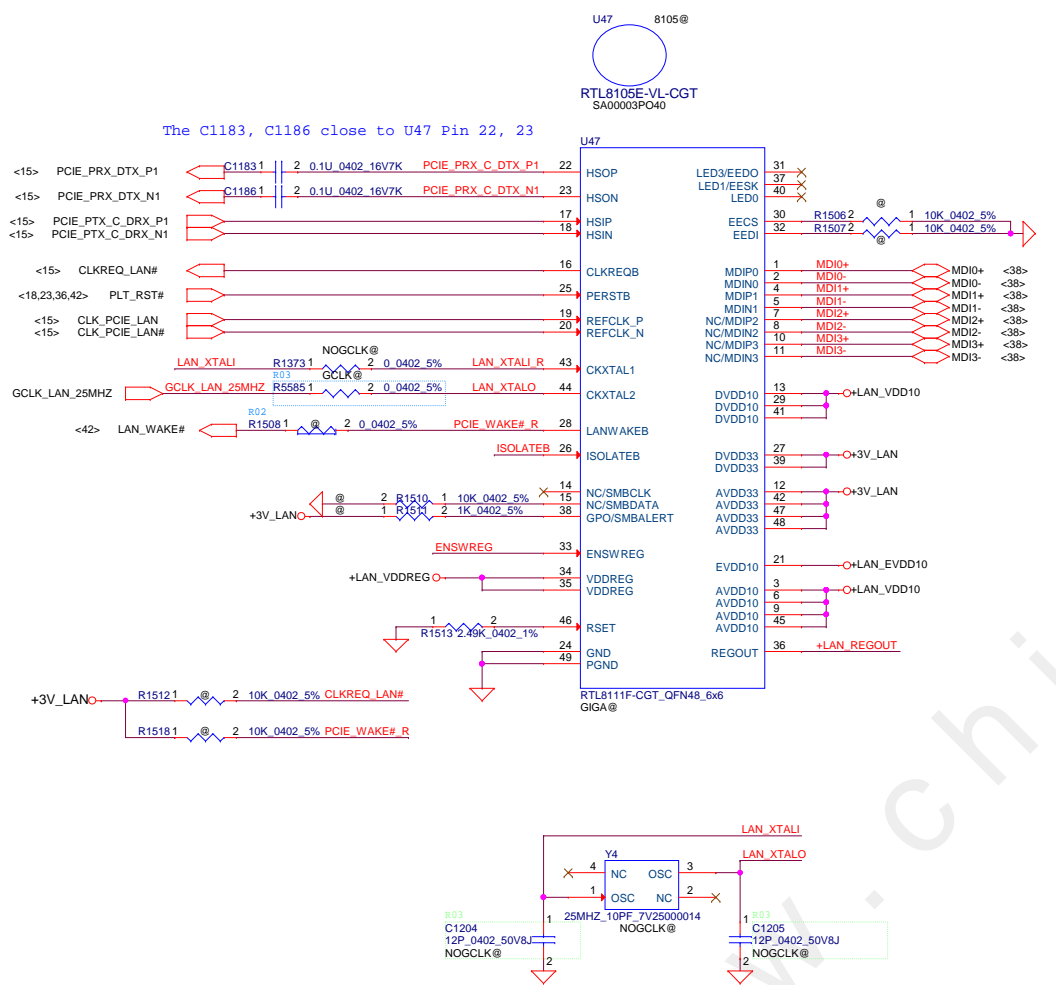 U47 8105@
RTL8105E-VL-CGT
SA00003PO40
The C1183, C1186 close to U47 Pin 22, 23
U47
<15> PCIE_PRX_DTX_P1 C1183 1 2 0.1U_0402_16V7K PCIE_PRX_C_DTX_P1 22 HSOP LED3/EEDO 31
LED1/EESK 37
<15> PCIE_PRX_DTX_N1 C1186 1 2 0.1U_0402_16V7K PCIE_PRX_C_DTX_N1 23 HSON LED0 40
@
<15> PCIE_PTX_C_DRX_P1 17 HSIP EECS 30 R1506 2 1 10K_0402_5%
<15> PCIE_PTX_C_DRX_N1 18 HSIN EEDI 32 R1507 2 1 10K_0402_5%
@
<15> CLKREQ_LAN# 16 CLKREQB MDIP0 1 MDI0+ MDI0+ <38>
MDIN0 2 MDI0- MDI0- <38>
<18,23,36,42> PLT_RST# 25 PERSTB MDIP1 4 MDI1+ MDI1+ <38>
MDIN1 5 MDI1- MDI1- <38>
<15> CLK_PCIE_LAN 19 REFCLK_P NC/MDIP2 7 MDI2+ MDI2+ <38>
<15> CLK_PCIE_LAN# 20 REFCLK_N NC/MDIN2 8 MDI2- MDI2- <38>
NC/MDIP3 10 MDI3+ MDI3+ <38>
NOGCLK@ NC/MDIN3 11 MDI3- MDI3- <38>
LAN_XTALI R1373 1 2 0_0402_5% LAN_XTALI_R 43 CKXTAL1
R03 GCLK@
GCLK_LAN_25MHZ GCLK_LAN_25MHZ R5585 1 2 0_0402_5% LAN_XTALO 44 CKXTAL2 DVDD10 13 +LAN_VDD10
DVDD10 29
R02 DVDD10 41
<42> LAN_WAKE# R1508 1 @ 2 0_0402_5% PCIE_WAKE#_R 28 LANWAKEB
ISOLATEB 26 ISOLATEB DVDD33 27 +3V_LAN
DVDD33 39
14 NC/SMBCLK AVDD33 12 +3V_LAN
@ 2 R1510 1 10K_0402_5% 15 NC/SMBDATA AVDD33 42
+3V_LAN @ 1 R1511 2 1K_0402_5% 38 GPO/SMBALERT AVDD33 47
AVDD33 48
ENSWREG 33 ENSWREG
EVDD10 21 +LAN_EVDD10
+LAN_VDDREG 34 VDDREG
35 VDDREG AVDD10 3 +LAN_VDD10
AVDD10 6
AVDD10 9
R1513 1 2 2.49K_0402_1% 46 RSET AVDD10 45
24 GND REGOUT 36 +LAN_REGOUT
49 PGND
RTL8111F-CGT_QFN48_6x6
GIGA@
+3V_LAN R1512 1 @ 2 10K_0402_5% CLKREQ_LAN#
R1518 1 @ 2 10K_0402_5% PCIE_WAKE#_R
LAN_XTALI
LAN_XTALO
Y4
4 NC OSC 3
1 OSC NC 2
25MHZ_10PF_7V25000014
NOGCLK@
R03
C1204 1
12P_0402_50V8J
NOGCLK@
2
R03
1 C1205
12P_0402_50V8J
NOGCLK@
2
w . c h i